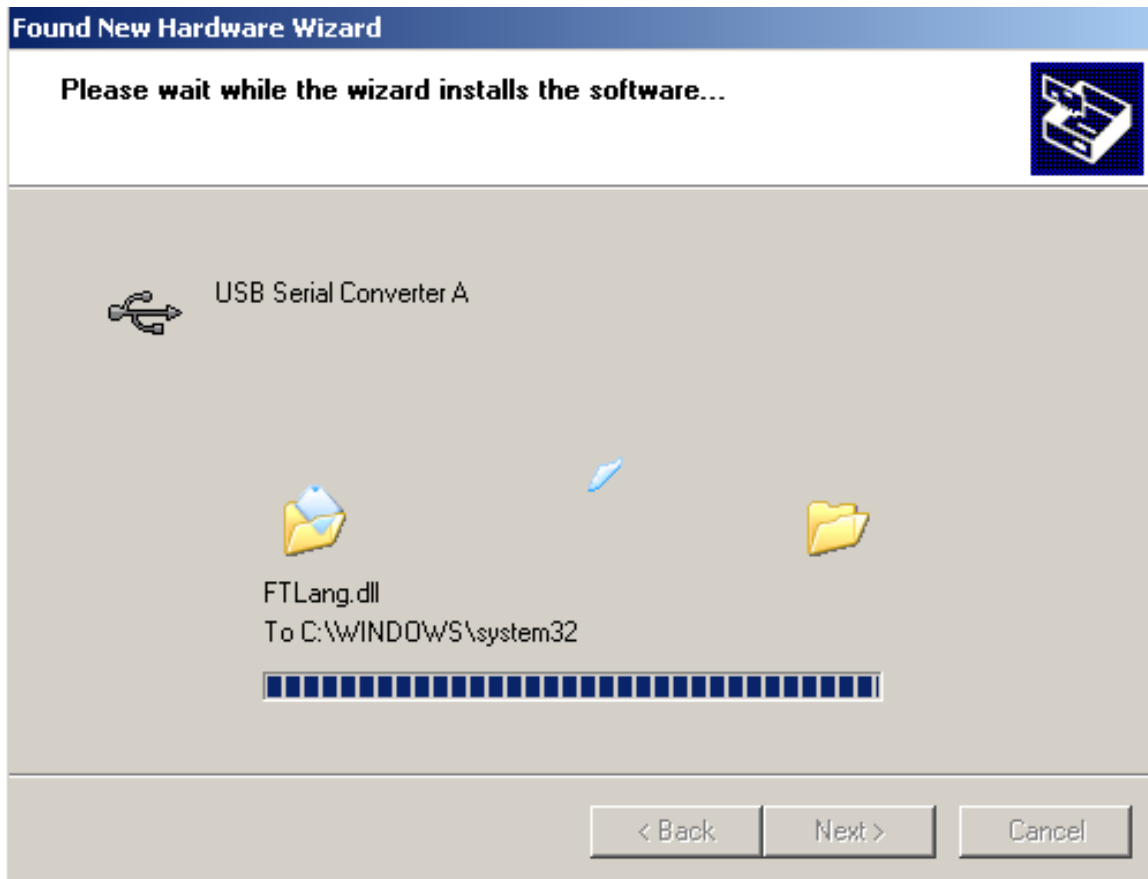 Found New Hardware Wizard
Please wait while the wizard installs the software...
USB Serial Converter A
FTLang.dll
To C:\WINDOWS\system32
< Back
Next >
Cancel